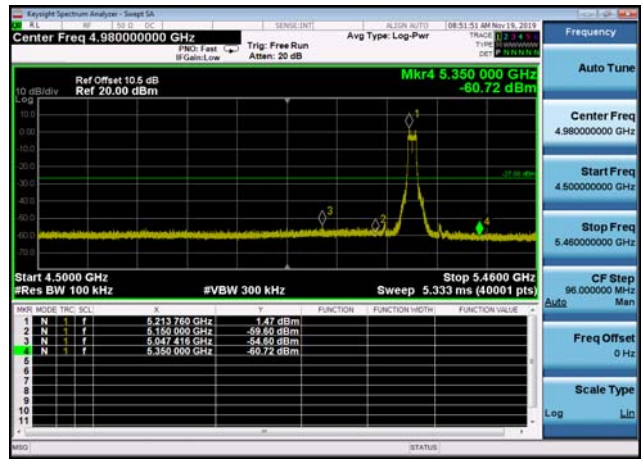 Keysight Spectrum Analyzer - Swept SA
RL RF 50 Ω DC SENSE:INT ALIGN AUTO 08:51:51 AM Nov 19, 2019
Center Freq 4.980000000 GHz
PNO: Fast
IFGain:Low
Trig: Free Run
Atten: 20 dB
Avg Type: Log-Pwr
TRACE 1 2 3 4 5 6
TYPE
DET P N N N N N
Frequency
Auto Tune
Center Freq
4.980000000 GHz
Start Freq
4.500000000 GHz
Stop Freq
5.460000000 GHz
CF Step
96.000000 MHz
Auto Man
Freq Offset
0 Hz
Scale Type
Log Lin
Ref Offset 10.5 dB
10 dB/div Ref 20.00 dBm
Log
Mkr4 5.350 000 GHz
-60.72 dBm
10.0
0.00
-10.0
-20.0
-30.0
-40.0
-50.0
-60.0
-70.0
1
2
3
4
Start 4.5000 GHz Stop 5.4600 GHz
#Res BW 100 kHz #VBW 300 kHz Sweep 5.333 ms (40001 pts)
MKR MODE TRC SCL X Y FUNCTION FUNCTION WIDTH FUNCTION VALUE
1 N 1 f 5.213 760 GHz 1.47 dBm
2 N 1 f 5.150 000 GHz -59.60 dBm
3 N 1 f 5.047 416 GHz -54.60 dBm
4 N 1 f 5.350 000 GHz -60.72 dBm
5
6
7
8
9
10
11
MSG STATUS